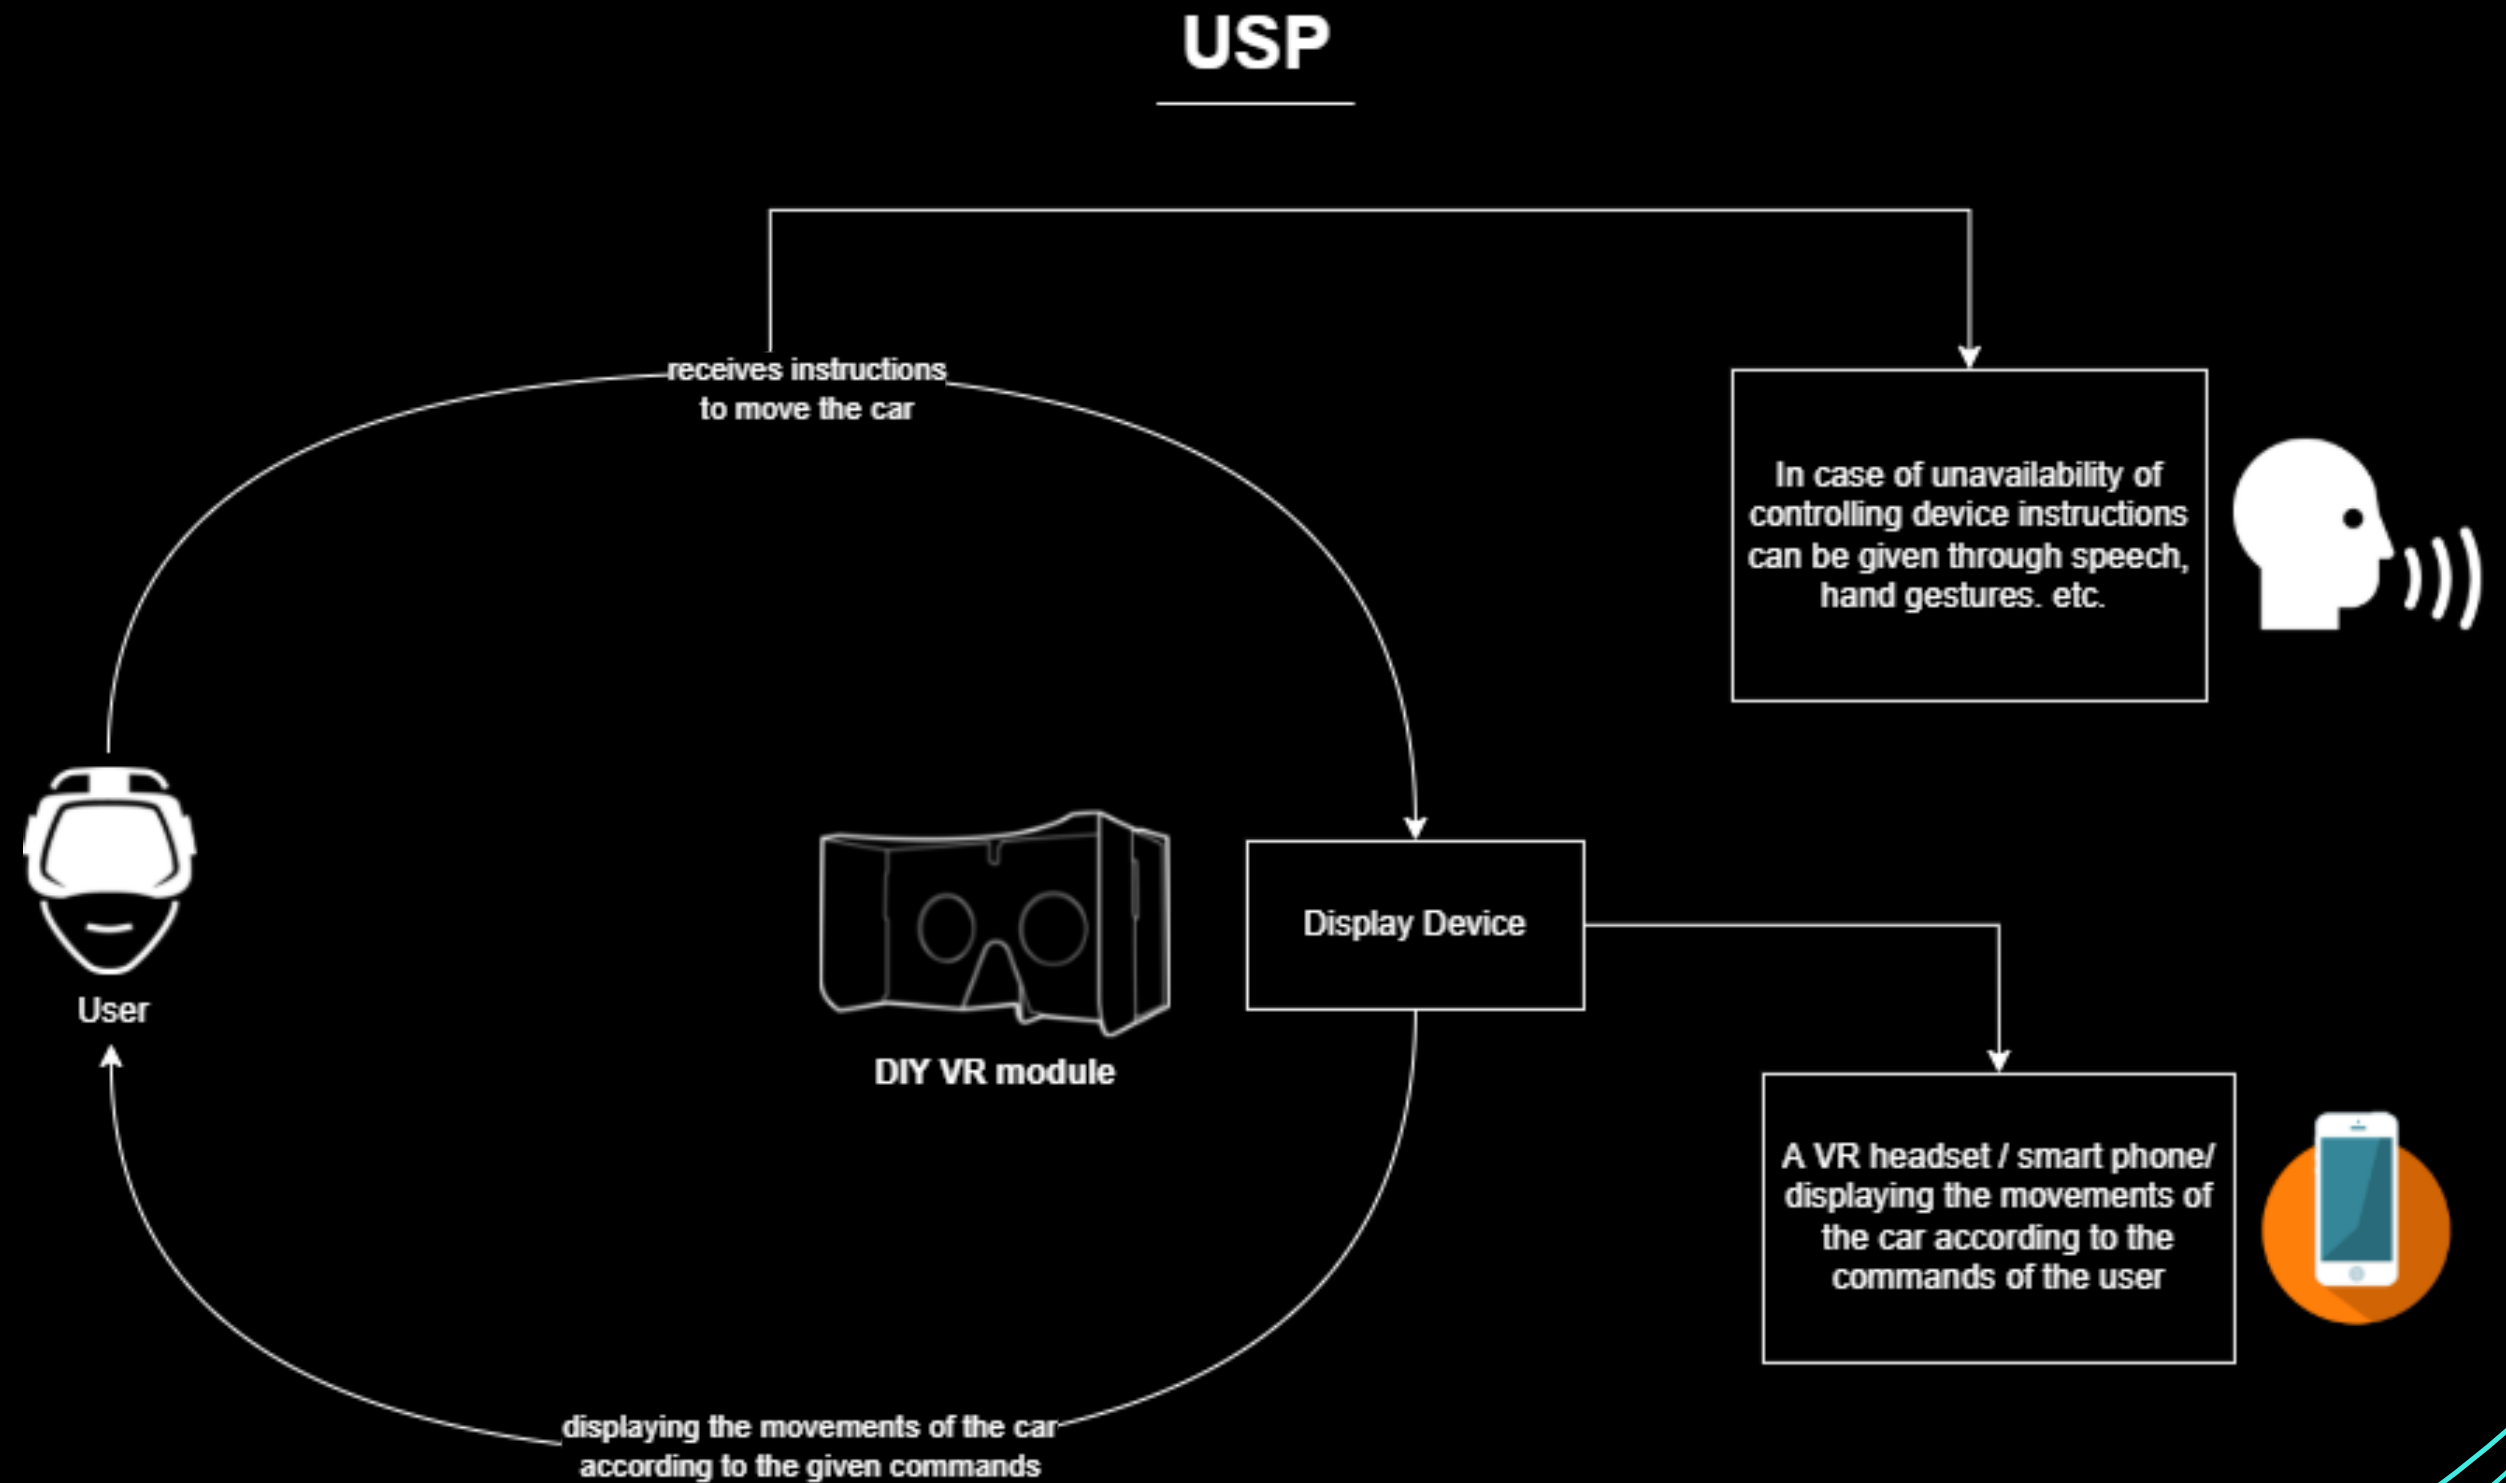 USP
receives instructions
to move the car
In case of unavailability of
controlling device instructions
can be given through speech,
hand gestures. etc.
User
DIY VR module
Display Device
A VR headset / smart phone/
displaying the movements of
the car according to the
commands of the user
displaying the movements of the car
according to the given commands